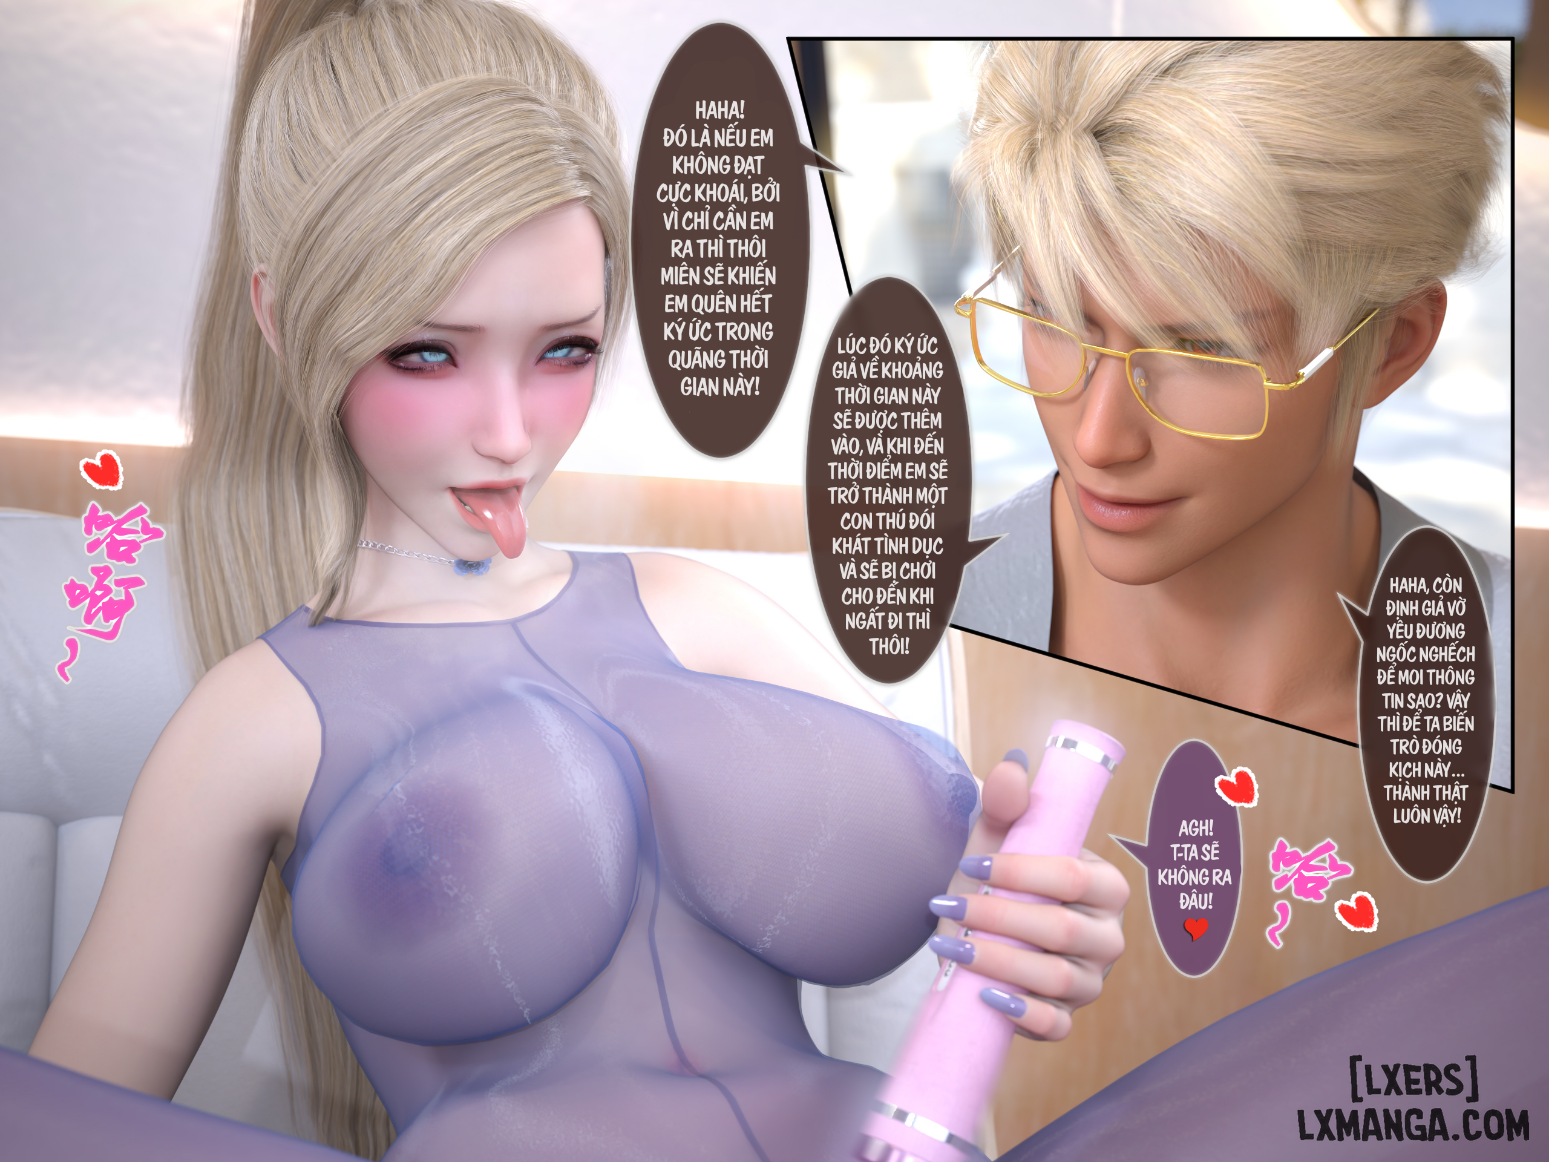 HAHA!
ĐÓ LÀ NẾU EM
KHÔNG ĐẠT
CỰC KHOÁI, BỞI
VÌ CHỈ CẦN EM
RA THÌ THÔI
MIÊN SẼ KHIẾN
EM QUÊN HẾT
KÝ ỨC TRONG
QUÃNG THỜI
GIAN NÀY!
LÚC ĐÓ KÝ ỨC
GIẢ VỀ KHOẢNG
THỜI GIAN NÀY
SẼ ĐƯỢC THÊM
VÀO, VẢ KHI ĐẾN
THỜI ĐIỂM EM SẼ
TRỞ THÀNH MỘT
CON THÚ ĐÓI
KHÁT TÌNH DỤC
VÀ SẼ BỊ CHƠI
CHO ĐẾN KHI
NGẤT ĐI THÌ
THÔI!
HAHA, CÒN
ĐỊNH GIẢ VỜ
YÊU ĐƯƠNG
NGỐC NGHẾCH
ĐỂ MOI THÔNG
TIN SAO? VẬY
THÌ ĐỂ TA BIẾN
TRÒ ĐÓNG
KỊCH NÀY...
THÀNH THẬT
LUÔN VẬY!
哈啊~
AGH!
T-TA SẼ
KHÔNG RA
ĐÂU!
哈~
[LXERS]
LXMANGA.COM